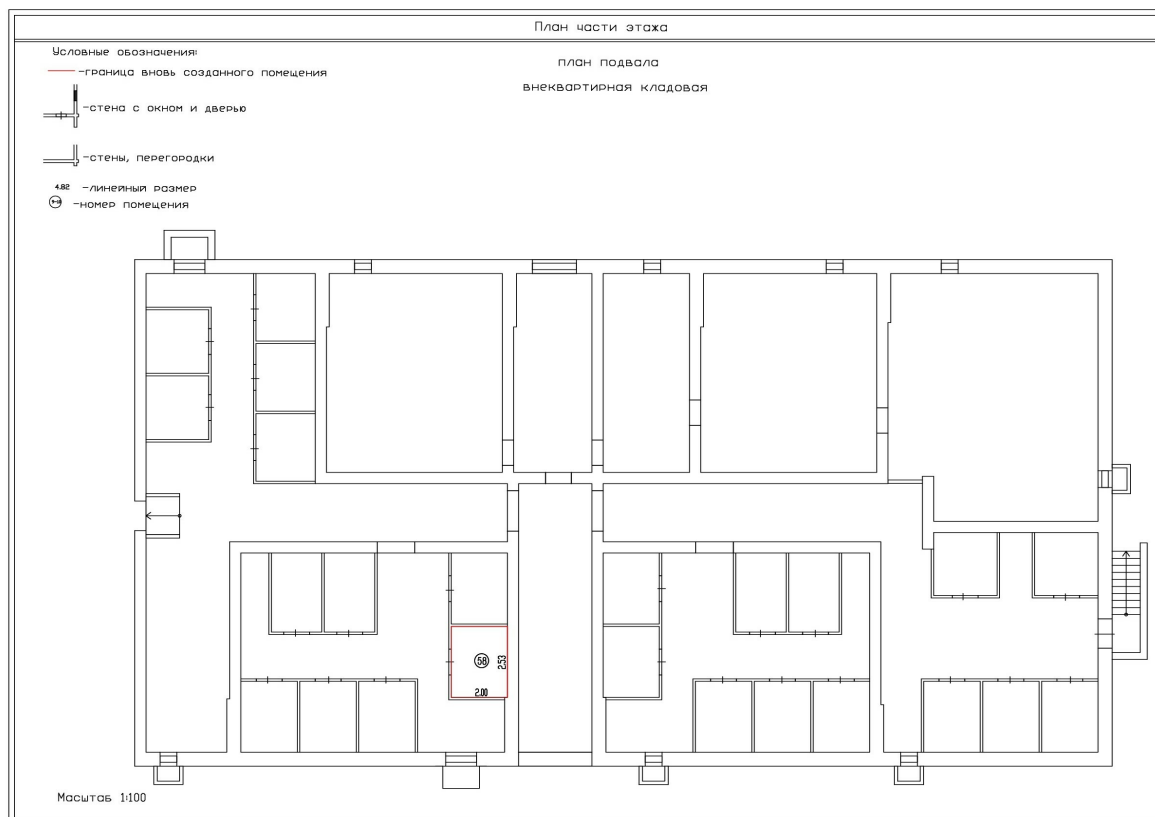 План части этажа
Условные обозначения:
-граница вновь созданного помещения
-стена с окном и дверью
-стены, перегородки
4.82 -линейный размер
-номер помещения
план подвала
внеквартирная кладовая
58
2.53
2.00
Масштаб 1:100